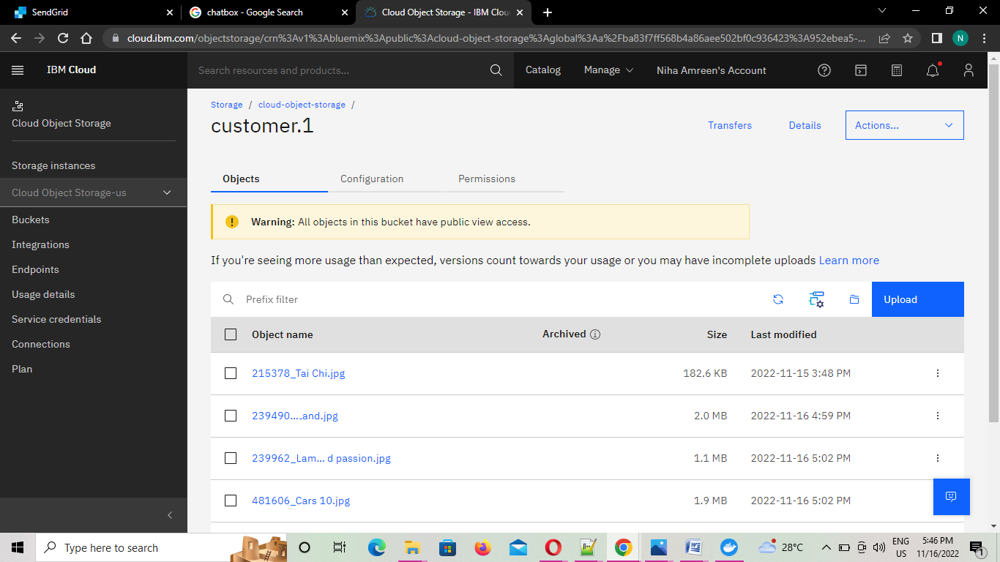 SendGrid
chatbox - Google Search
Cloud Object Storage - IBM Clou
cloud.ibm.com/objectstorage/crn%3Av1%3Abluemix%3Apublic%3Acloud-object-storage%3Aglobal%3Aa%2Fba83f7ff568b4a86aee502bf0c936423%3A952ebea5-...
N
IBM Cloud
Search resources and products...
Catalog
Manage
Niha Amreen's Account
Cloud Object Storage
Storage instances
Cloud Object Storage-us
Buckets
Integrations
Endpoints
Usage details
Service credentials
Connections
Plan
Storage / cloud-object-storage /
customer.1
Transfers
Details
Actions...
Objects
Configuration
Permissions
Warning: All objects in this bucket have public view access.
If you're seeing more usage than expected, versions count towards your usage or you may have incomplete uploads Learn more
Prefix filter
Upload
Object name Archived Size Last modified
215378_Tai Chi.jpg 182.6 KB 2022-11-15 3:48 PM
239490..._and.jpg 2.0 MB 2022-11-16 4:59 PM
239962_Lam... d passion.jpg 1.1 MB 2022-11-16 5:02 PM
481606_Cars 10.jpg 1.9 MB 2022-11-16 5:02 PM
Type here to search
28°C
ENG
US
5:46 PM
11/16/2022
1